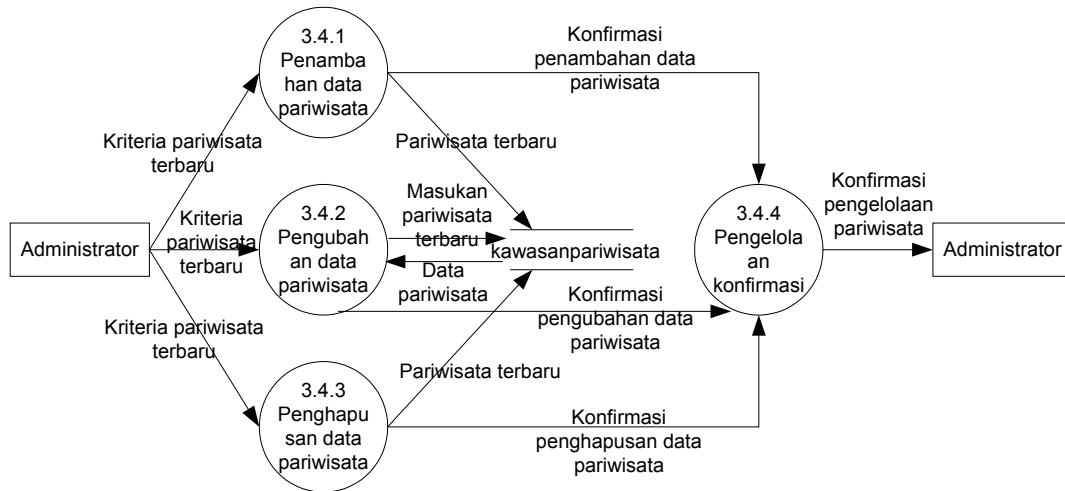 3.4.1
Penamba
han data
pariwisata
Konfirmasi
penambahan data
pariwisata
Kriteria pariwisata
terbaru
Pariwisata terbaru
Administrator
Kriteria
pariwisata
terbaru
3.4.2
Pengubah
an data
pariwisata
Masukan
pariwisata
terbaru
kawasanpariwisata
Data
pariwisata
3.4.4
Pengelola
an
konfirmasi
Konfirmasi
pengelolaan
pariwisata
Administrator
Konfirmasi
pengubahan data
pariwisata
Kriteria pariwisata
terbaru
Pariwisata terbaru
3.4.3
Penghapu
san data
pariwisata
Konfirmasi
penghapusan data
pariwisata